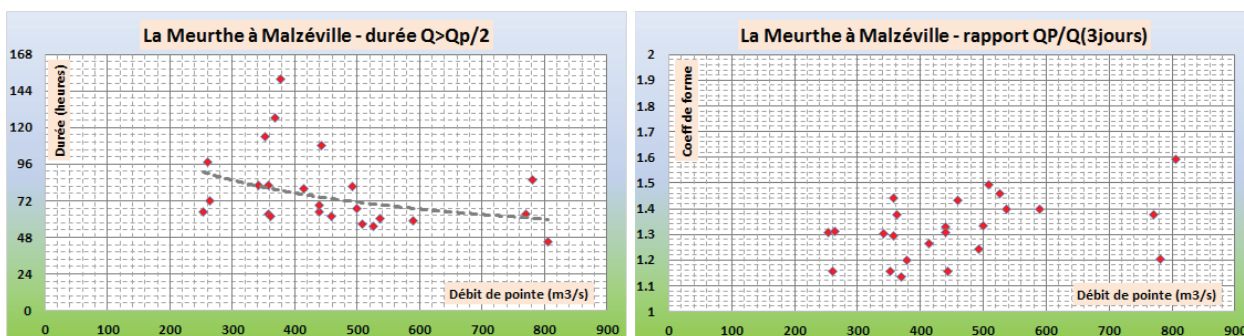 La Meurthe à Malzéville - durée Q>Qp/2
Durée (heures)
168
144
120
96
72
48
24
0
0 100 200 300 400 500 600 700 800 900
Débit de pointe (m3/s)
La Meurthe à Malzéville - rapport QP/Q(3jours)
Coeff de forme
2
1.9
1.8
1.7
1.6
1.5
1.4
1.3
1.2
1.1
1
0 100 200 300 400 500 600 700 800 900
Débit de pointe (m3/s)